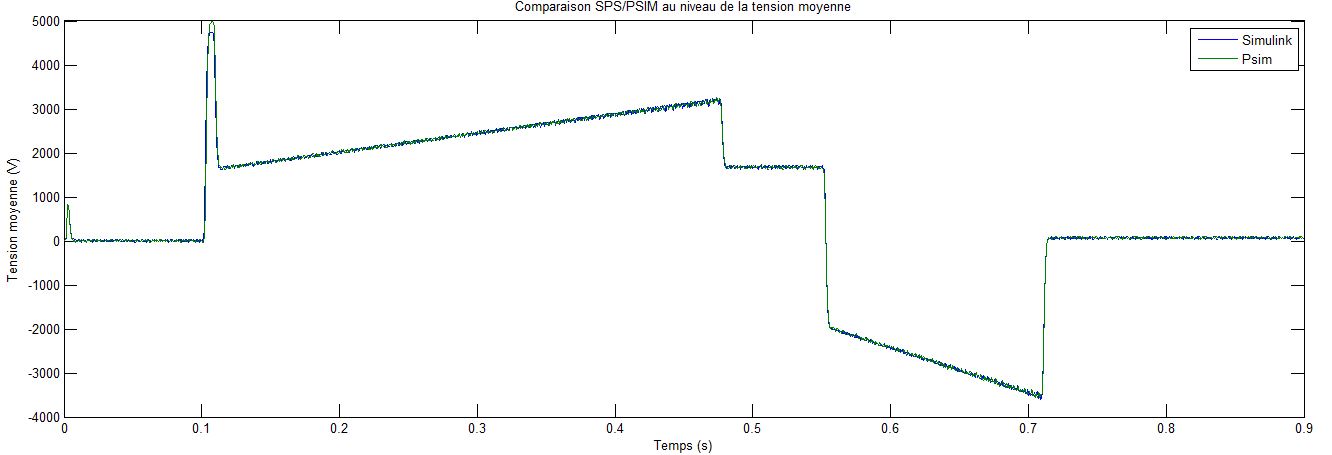 Comparaison SPS/PSIM au niveau de la tension moyenne
5000
4000
3000
2000
1000
0
-1000
-2000
-3000
-4000
Tension moyenne (V)
Simulink
Psim
0 0.1 0.2 0.3 0.4 0.5 0.6 0.7 0.8 0.9
Temps (s)